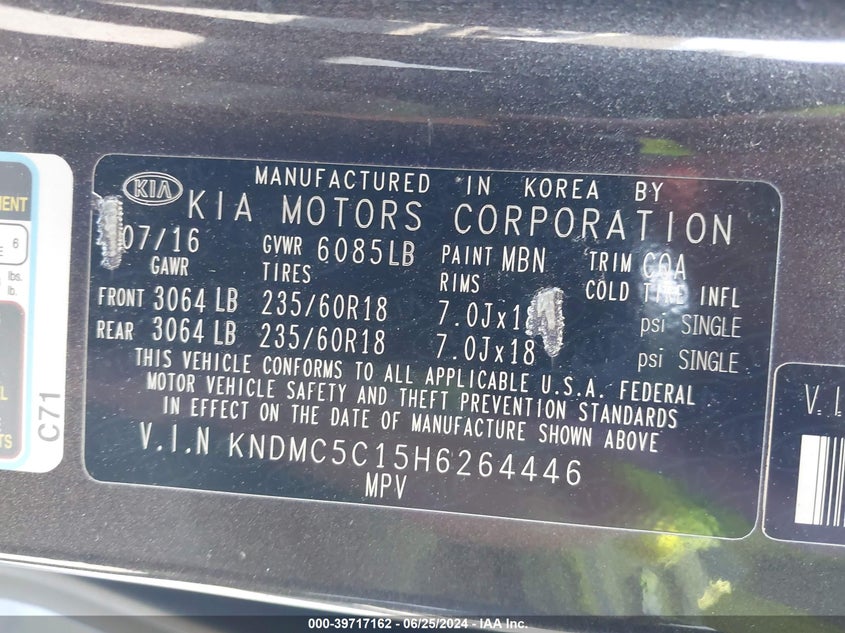 MANUFACTURED IN KOREA BY
KIA KIA MOTORS CORPORATION
07/16 GVWR 6085LB PAINT MBN TRIM COA
GAWR TIRES RIMS COLD TIRE INFL
FRONT 3064 LB 235/60R18 7.0Jx18 psi SINGLE
REAR 3064 LB 235/60R18 7.0Jx18 psi SINGLE
THIS VEHICLE CONFORMS TO ALL APPLICABLE U.S.A. FEDERAL
MOTOR VEHICLE SAFETY AND THEFT PREVENTION STANDARDS
IN EFFECT ON THE DATE OF MANUFACTURE SHOWN ABOVE
V.I.N KNDMC5C15H6264446
MPV
6
lbs.
lb.
C71
V.I.
000-39717162 - 06/25/2024 - IAA Inc.